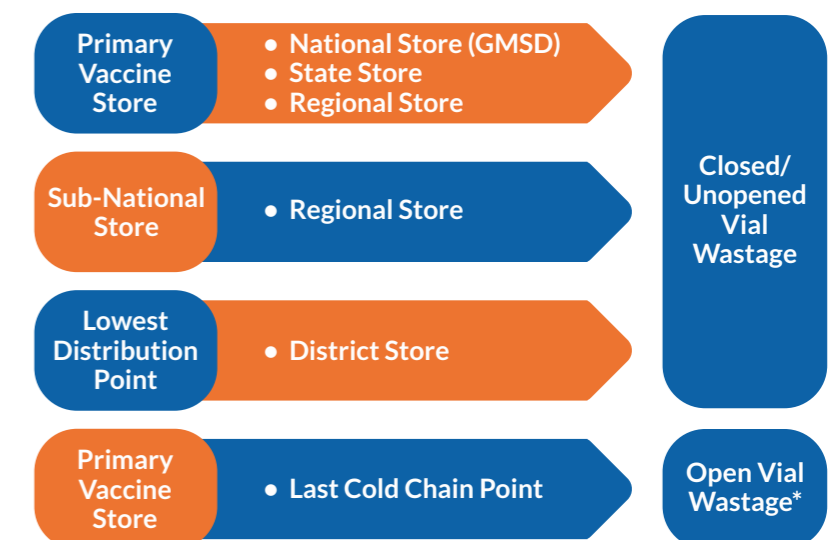 Primary
Vaccine
Store
● National Store (GMSD)
● State Store
● Regional Store
Sub-National
Store
● Regional Store
Lowest
Distribution
Point
● District Store
Closed/
Unopened
Vial
Wastage
Primary
Vaccine
Store
● Last Cold Chain Point
Open Vial
Wastage*